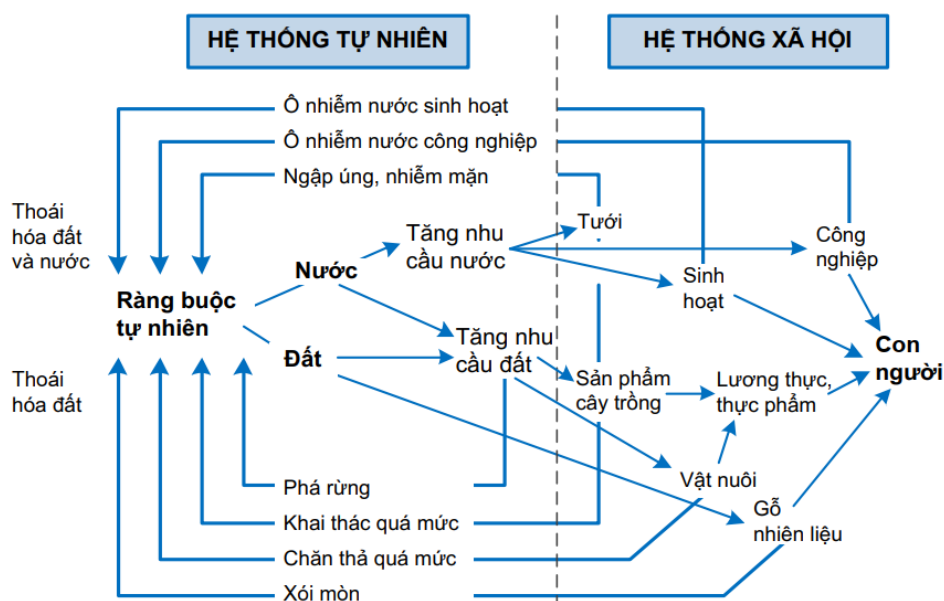 HỆ THỐNG TỰ NHIÊN
HỆ THỐNG XÃ HỘI
Ô nhiễm nước sinh hoạt
Ô nhiễm nước công nghiệp
Ngập úng, nhiễm mặn
Thoái
hóa đất
và nước
Tăng nhu
cầu nước
Tưới
Công
nghiệp
Nước
Sinh
hoạt
Ràng buộc
tự nhiên
Đất
Tăng nhu
cầu đất
Con
người
Thoái
hóa đất
Sản phẩm
cây trồng
Lương thực,
thực phẩm
Vật nuôi
Gỗ
nhiên liệu
Phá rừng
Khai thác quá mức
Chăn thả quá mức
Xói mòn